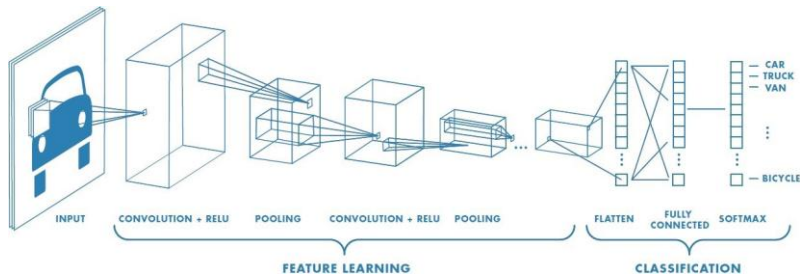 CAR
TRUCK
VAN
BICYCLE
INPUT
CONVOLUTION + RELU
POOLING
CONVOLUTION + RELU
POOLING
FLATTEN
FULLY
CONNECTED
SOFTMAX
FEATURE LEARNING
CLASSIFICATION